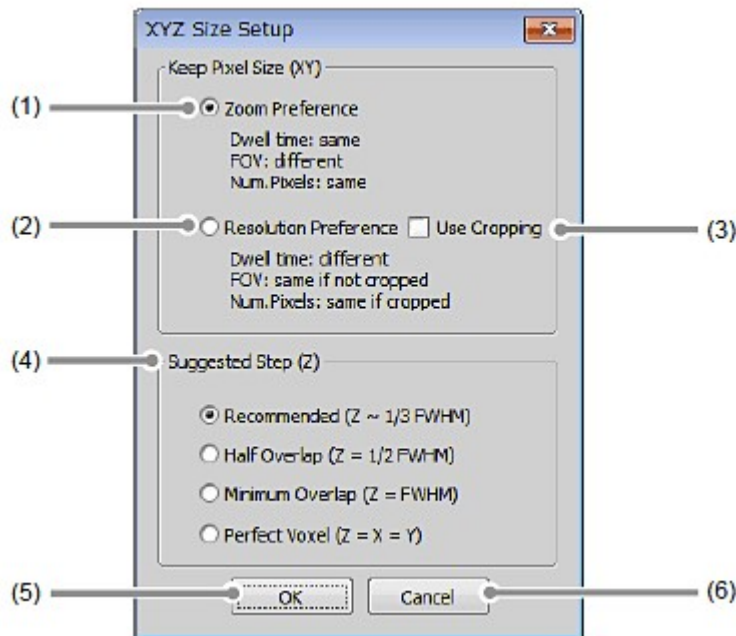 XYZ Size Setup
Keep Pixel Size (XY)
(1)
Zoom Preference
Dwell time: same
FOV: different
Num.Pixels: same
(2)
Resolution Preference Use Cropping
(3)
Dwell time: different
FOV: same if not cropped
Num.Pixels: same if cropped
(4)
Suggested Step (Z)
Recommended (Z ~ 1/3 FWHM)
Half Overlap (Z = 1/2 FWHM)
Minimum Overlap (Z = FWHM)
Perfect Voxel (Z = X = Y)
(5)
OK
Cancel
(6)